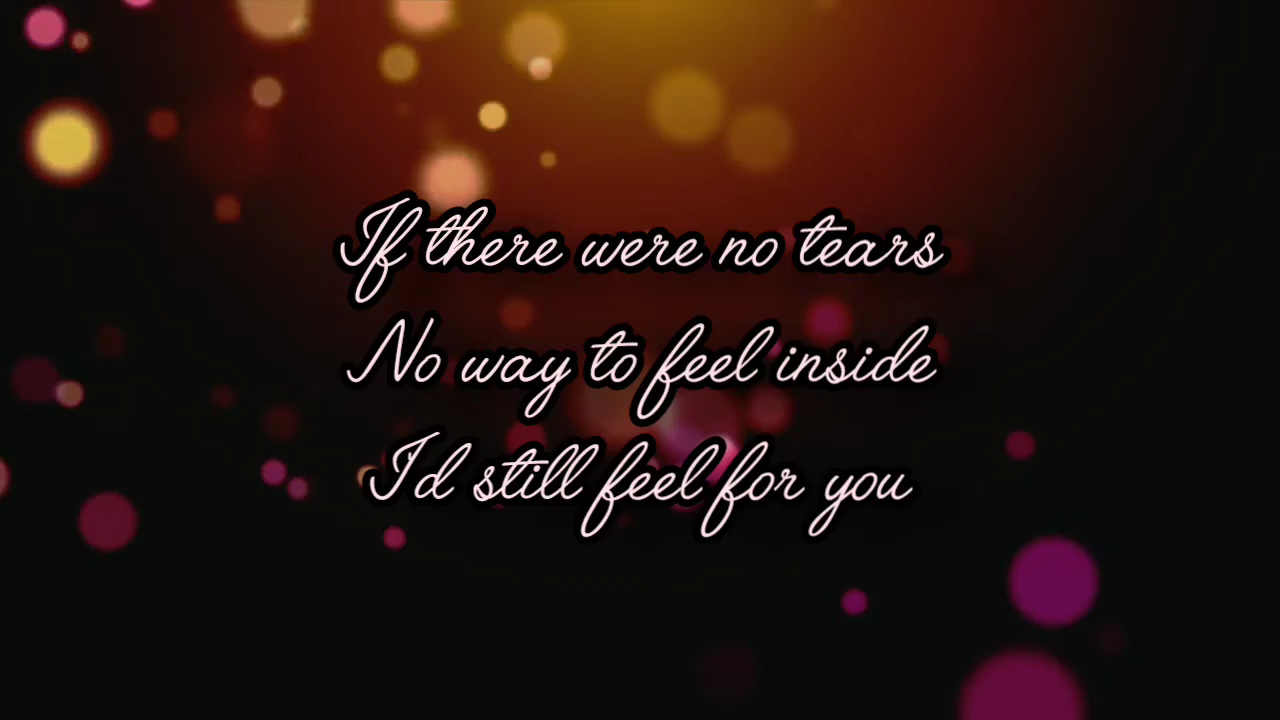 If there were no tears
No way to feel inside
I'd still feel for you